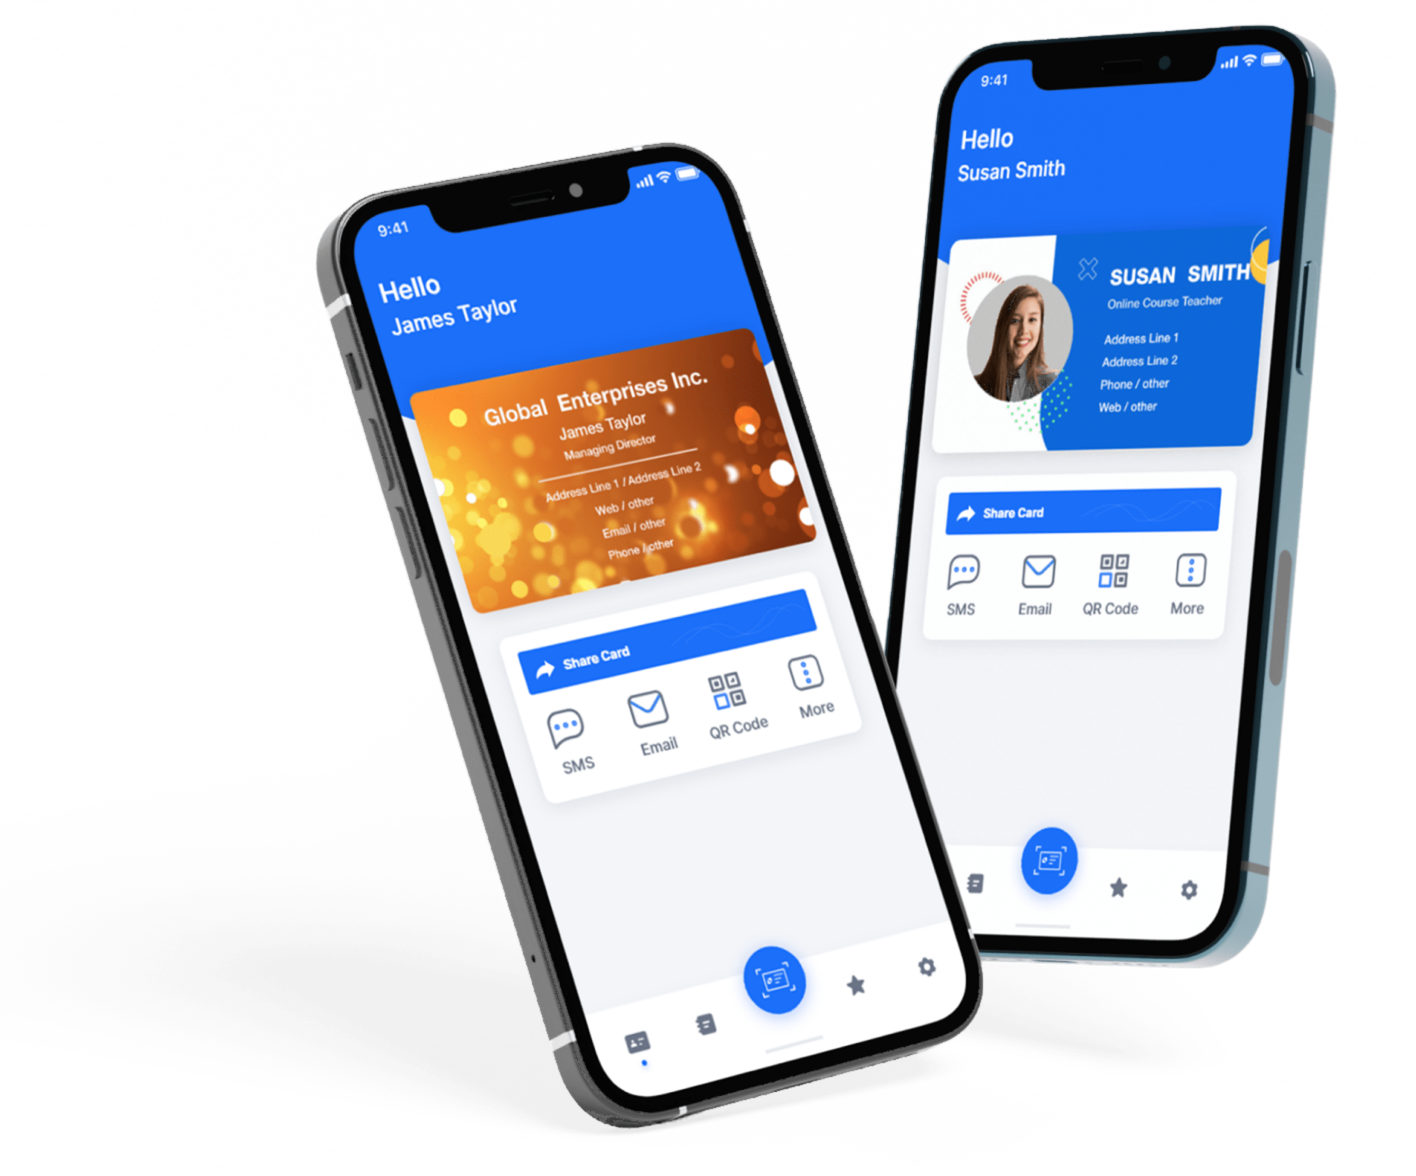 9:41
Hello
James Taylor
Global Enterprises Inc.
James Taylor
Managing Director
Address Line 1 / Address Line 2
Web / other
Email / other
Phone / other
Share Card
SMS
Email
QR Code
More
9:41
Hello
Susan Smith
SUSAN SMITH
Online Course Teacher
Address Line 1
Address Line 2
Phone / other
Web / other
Share Card
SMS
Email
QR Code
More